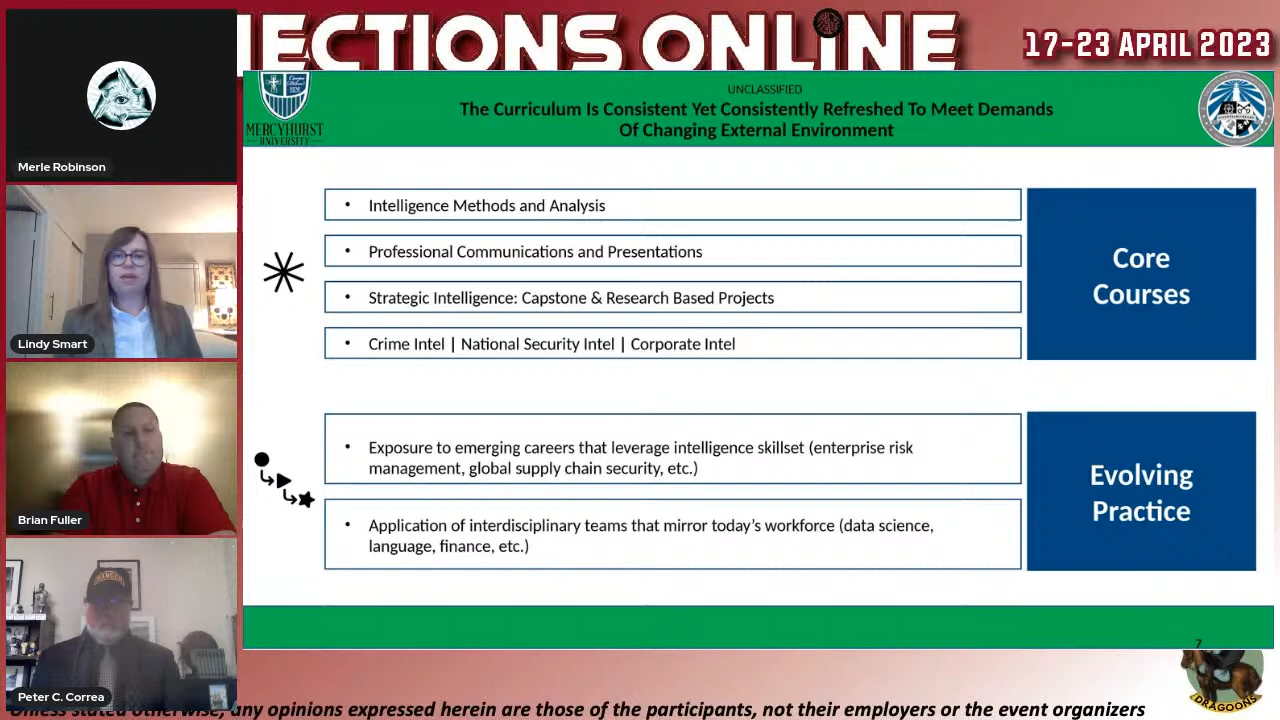 NECTIONS ONLINE
17-23 APRIL 2023
MERCYHURST
UNIVERSITY
UNCLASSIFIED
The Curriculum Is Consistent Yet Consistently Refreshed To Meet Demands
Of Changing External Environment
Merle Robinson
• Intelligence Methods and Analysis
• Professional Communications and Presentations
• Strategic Intelligence: Capstone & Research Based Projects
• Crime Intel | National Security Intel | Corporate Intel
Core
Courses
Lindy Smart
• Exposure to emerging careers that leverage intelligence skillset (enterprise risk
management, global supply chain security, etc.)
• Application of interdisciplinary teams that mirror today’s workforce (data science,
language, finance, etc.)
Evolving
Practice
Brian Fuller
Peter C. Correa
7
DRAGOONS
Unless stated otherwise, any opinions expressed herein are those of the participants, not their employers or the event organizers